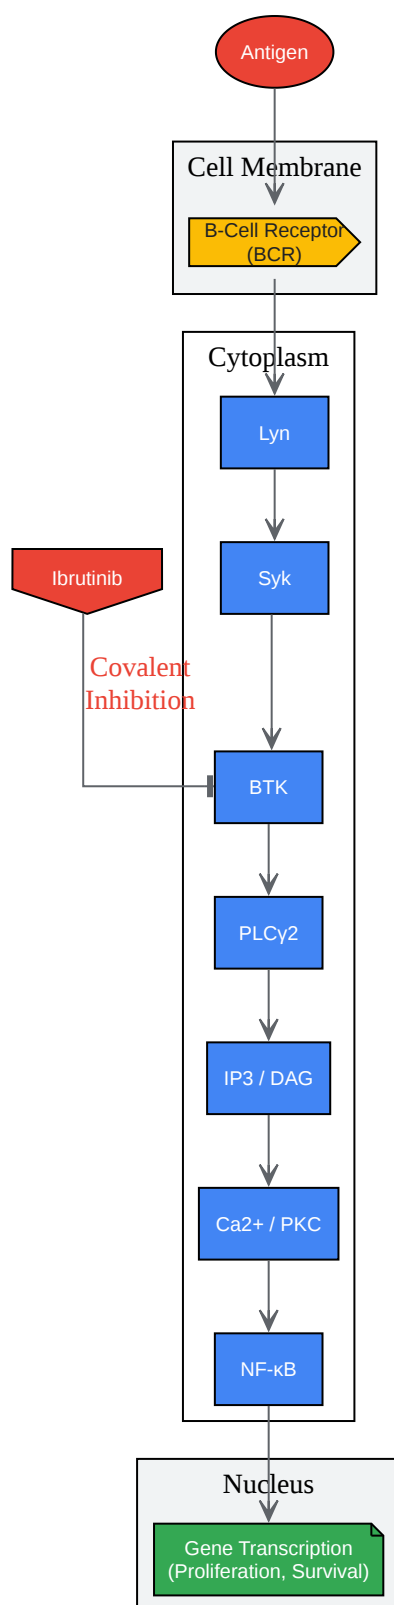 Antigen
Cell Membrane
B-Cell Receptor
(BCR)
Cytoplasm
Lyn
Ibrutinib
Syk
Covalent
Inhibition
BTK
PLCγ2
IP3 / DAG
Ca2+ / PKC
NF-κB
Nucleus
Gene Transcription
(Proliferation, Survival)